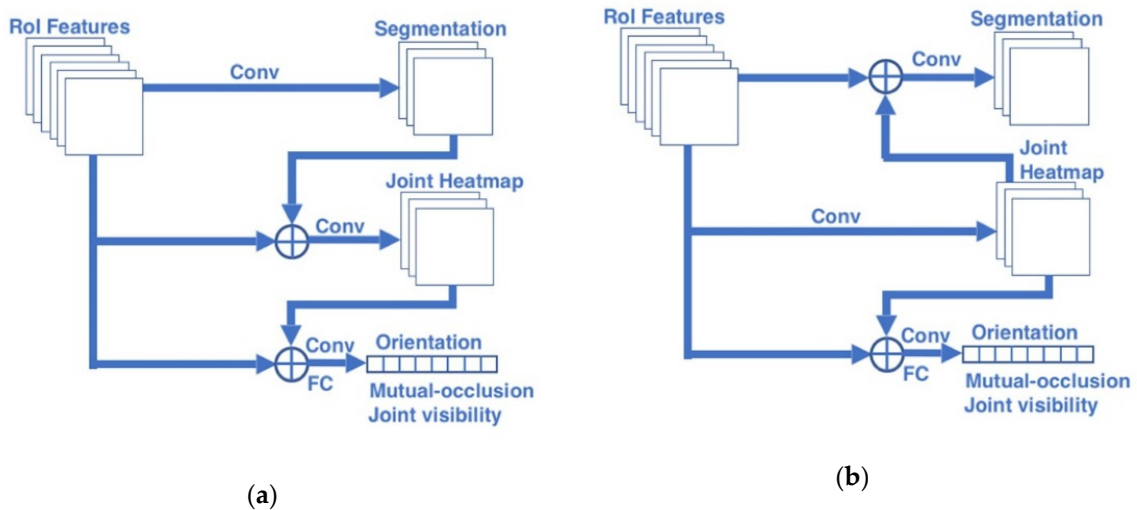 RoI Features
Segmentation
Conv
Joint Heatmap
Conv
Conv
Orientation
FC
Mutual-occlusion
Joint visibility
(a)
RoI Features
Segmentation
Conv
Joint
Heatmap
Conv
Conv
Orientation
FC
Mutual-occlusion
Joint visibility
(b)